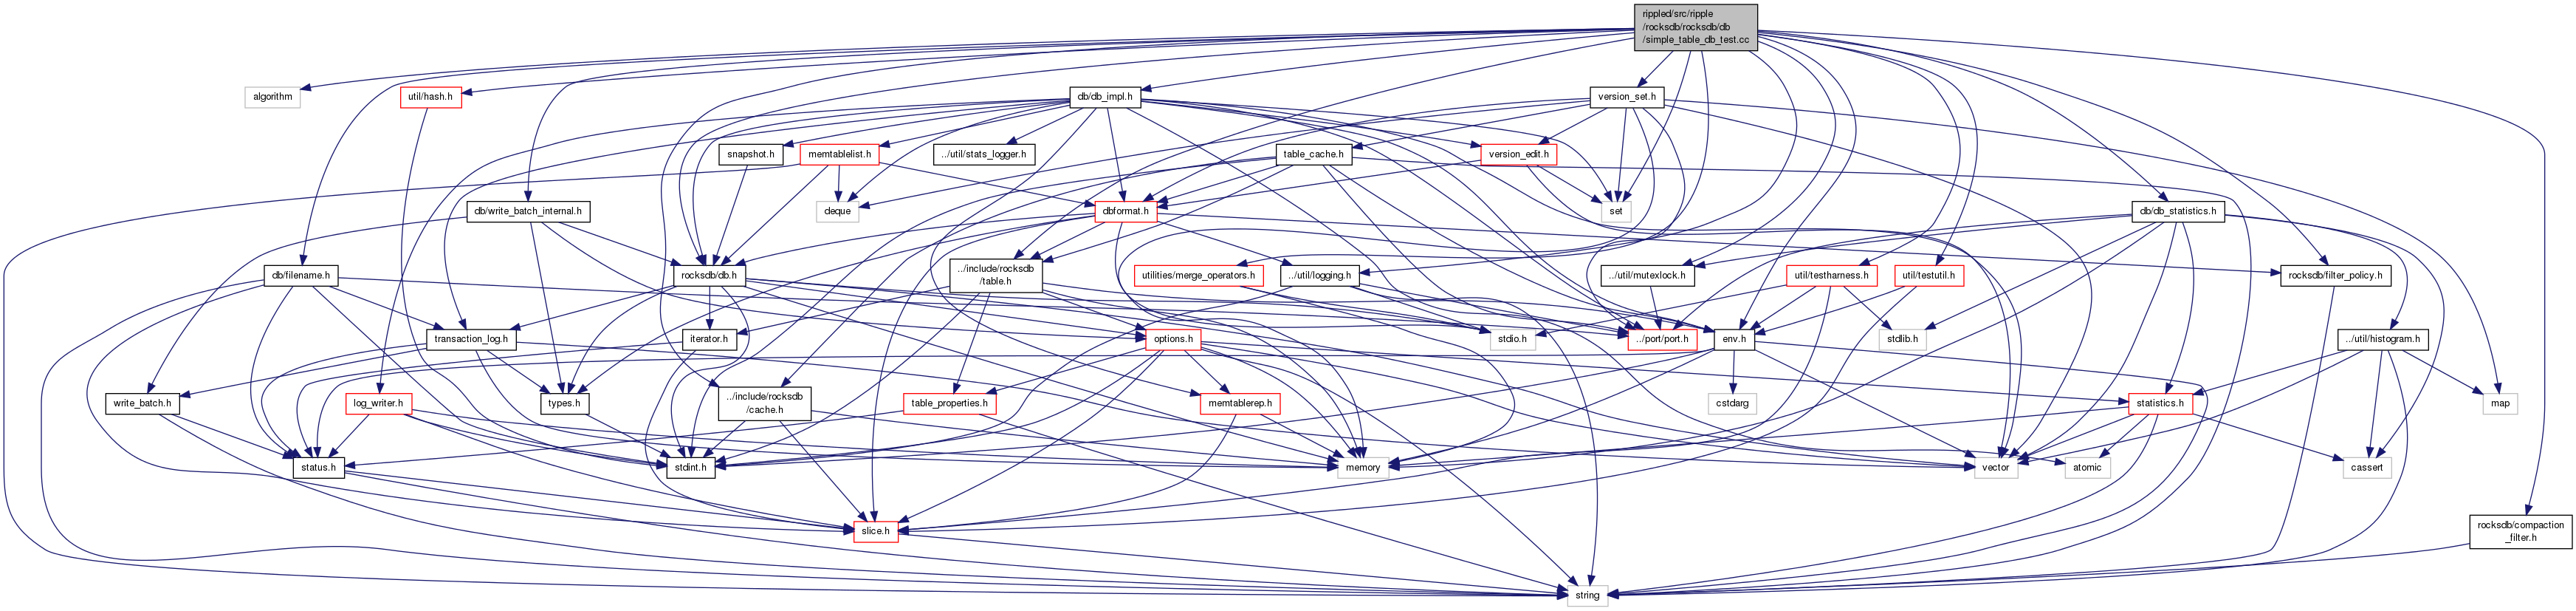 rippled/src/ripple
/rocksdb/rocksdb/db
/simple_table_db_test.cc
algorithm
util/hash.h
db/db_impl.h
version_set.h
snapshot.h
memtablelist.h
../util/stats_logger.h
table_cache.h
version_edit.h
db/write_batch_internal.h
deque
dbformat.h
set
db/db_statistics.h
db/filename.h
rocksdb/db.h
../include/rocksdb
/table.h
utilities/merge_operators.h
../util/logging.h
../util/mutexlock.h
util/testharness.h
util/testutil.h
rocksdb/filter_policy.h
transaction_log.h
iterator.h
options.h
stdio.h
../port/port.h
env.h
stdlib.h
../util/histogram.h
write_batch.h
log_writer.h
types.h
../include/rocksdb
/cache.h
table_properties.h
memtablerep.h
cstdarg
statistics.h
map
status.h
stdint.h
memory
vector
atomic
cassert
slice.h
rocksdb/compaction
_filter.h
string